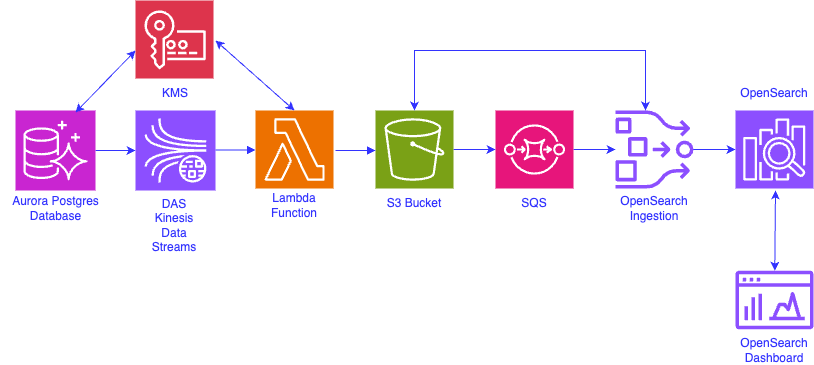 KMS
OpenSearch
Aurora Postgres
Database
DAS
Kinesis
Data
Streams
Lambda
Function
S3 Bucket
SQS
OpenSearch
Ingestion
OpenSearch
Dashboard